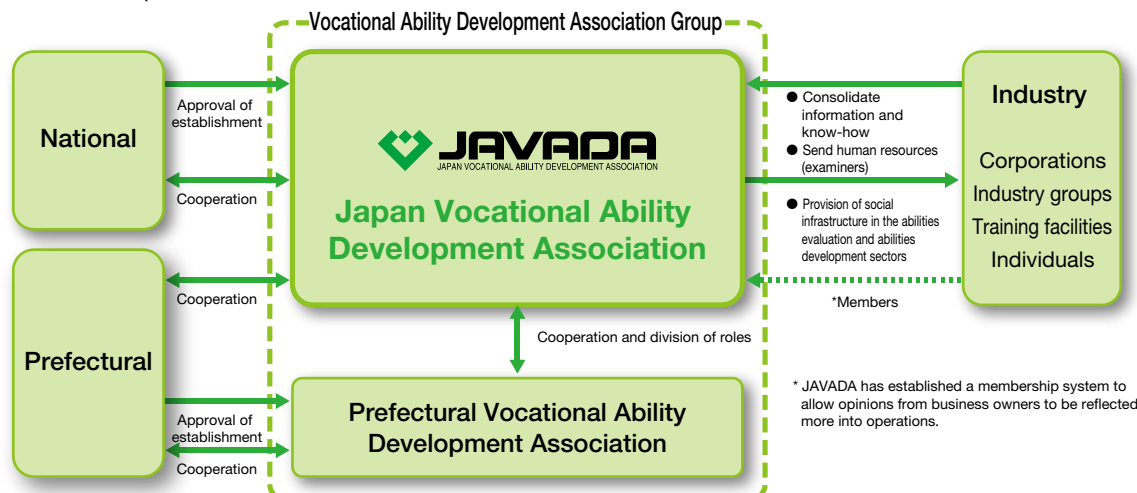 Vocational Ability Development Association Group
National
Approval of
establishment
Cooperation
JAVADA
JAPAN VOCATIONAL ABILITY DEVELOPMENT ASSOCIATION
Japan Vocational Ability
Development Association
● Consolidate
information and
know-how
● Send human resources
(examiners)
● Provision of social
infrastructure in the abilities
evaluation and abilities
development sectors
*Members
Industry
Corporations
Industry groups
Training facilities
Individuals
Prefectural
Cooperation
Approval of
establishment
Cooperation
Cooperation and division of roles
Prefectural Vocational Ability
Development Association
* JAVADA has established a membership system to
allow opinions from business owners to be reflected
more into operations.